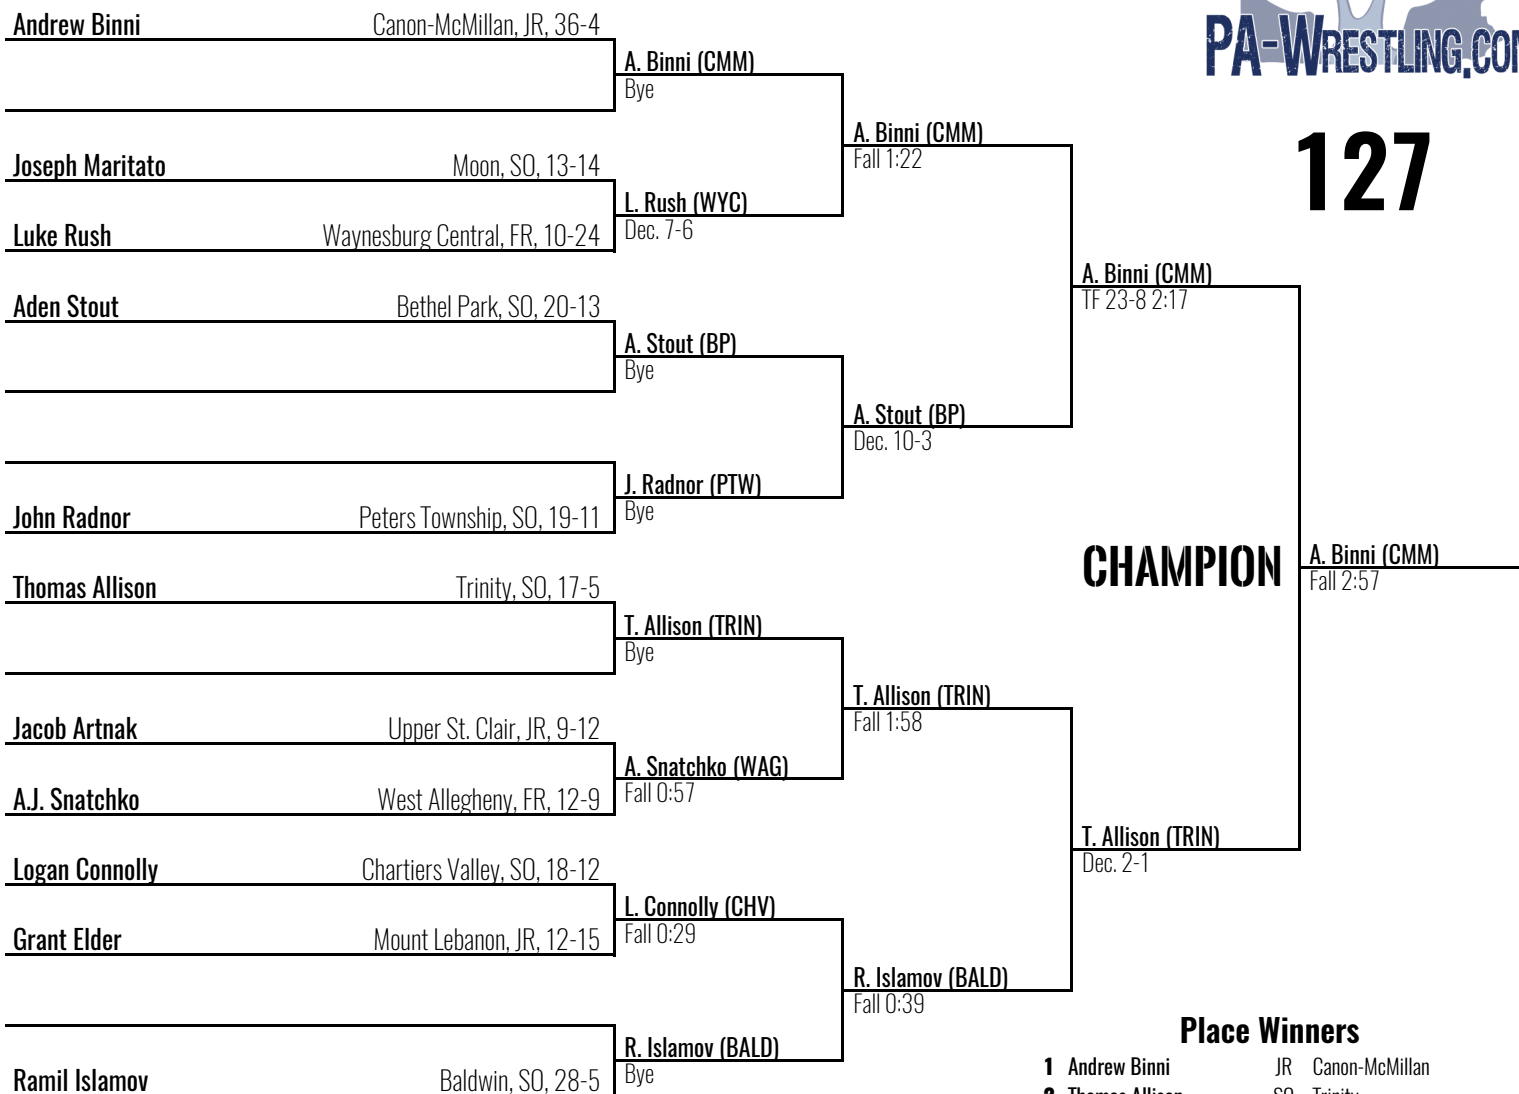 Andrew Binni Canon-McMillan, JR, 36-4
PA-WRESTLING.CO
A. Binni (CMM)
Bye
A. Binni (CMM)
Fall 1:22
127
Joseph Maritato Moon, SO, 13-14
L. Rush (WYC)
Dec. 7-6
Luke Rush Waynesburg Central, FR, 10-24
A. Binni (CMM)
TF 23-8 2:17
Aden Stout Bethel Park, SO, 20-13
A. Stout (BP)
Bye
A. Stout (BP)
Dec. 10-3
J. Radnor (PTW)
Bye
John Radnor Peters Township, SO, 19-11
CHAMPION
A. Binni (CMM)
Fall 2:57
Thomas Allison Trinity, SO, 17-5
T. Allison (TRIN)
Bye
T. Allison (TRIN)
Fall 1:58
Jacob Artnak Upper St. Clair, JR, 9-12
A. Snatchko (WAG)
Fall 0:57
A.J. Snatchko West Allegheny, FR, 12-9
T. Allison (TRIN)
Dec. 2-1
Logan Connolly Chartiers Valley, SO, 18-12
L. Connolly (CHV)
Fall 0:29
Grant Elder Mount Lebanon, JR, 12-15
R. Islamov (BALD)
Fall 0:39
Place Winners
R. Islamov (BALD)
Bye
1 Andrew Binni JR Canon-McMillan
Ramil Islamov Baldwin, SO, 28-5
2 Thomas Allison SO Trinity